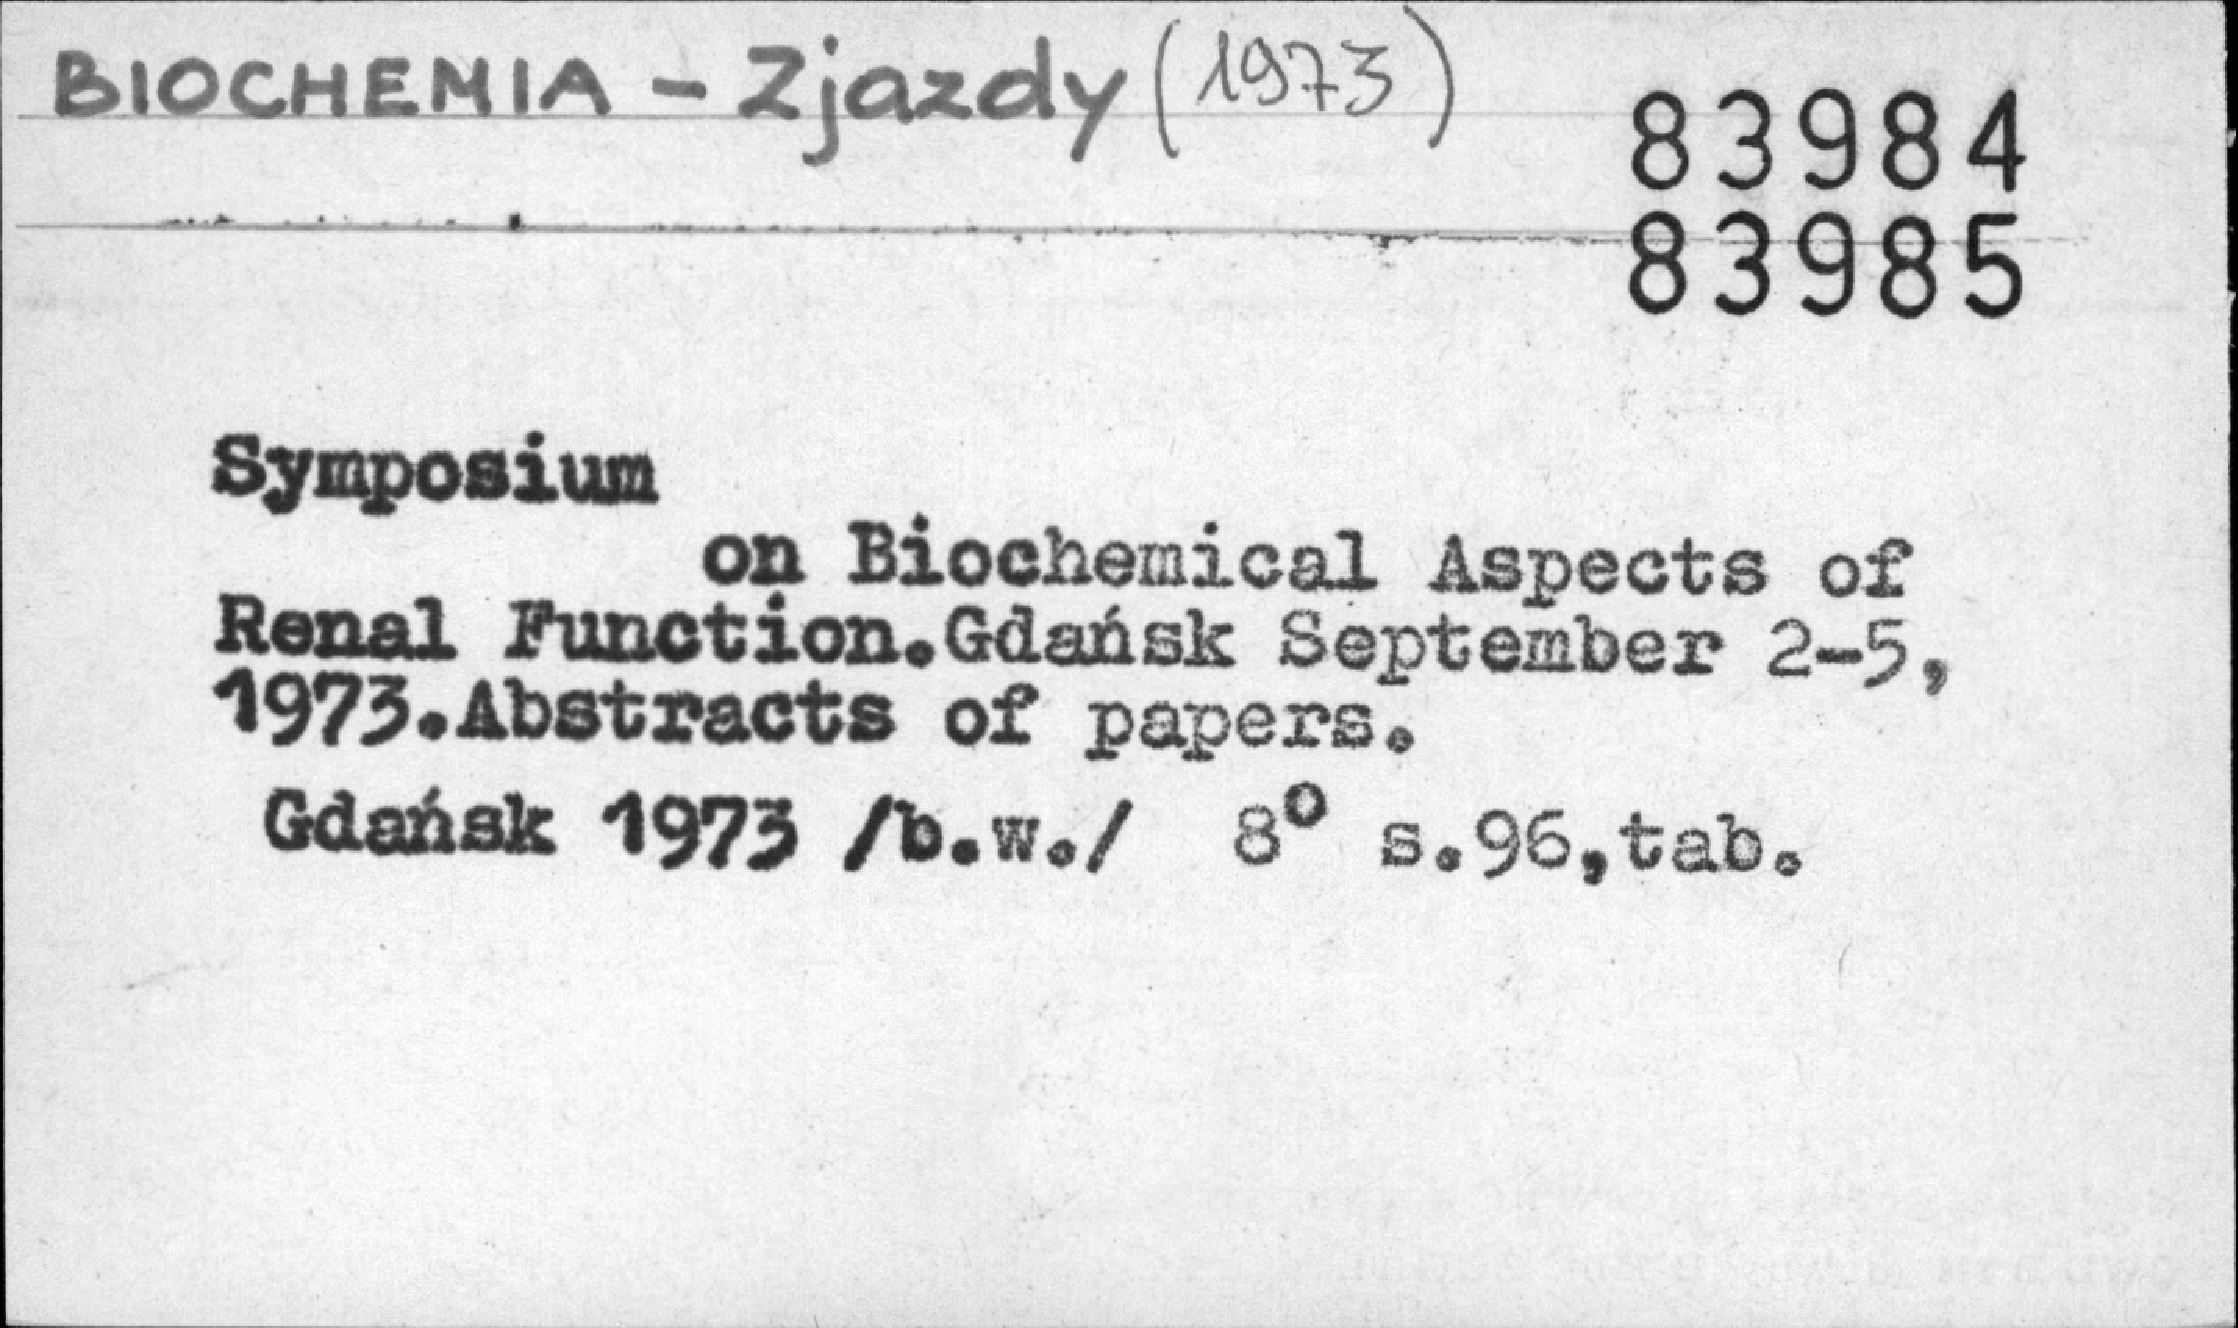 BIOCHEMIA - Zjazdy (1973)
83984
83985
Symposium
on Biochemical Aspects of
Renal Function.Gdańsk September 2-5,
1973.Abstracts of papers.
Gdańsk 1973 /b.w./ 8° s.96,tab.